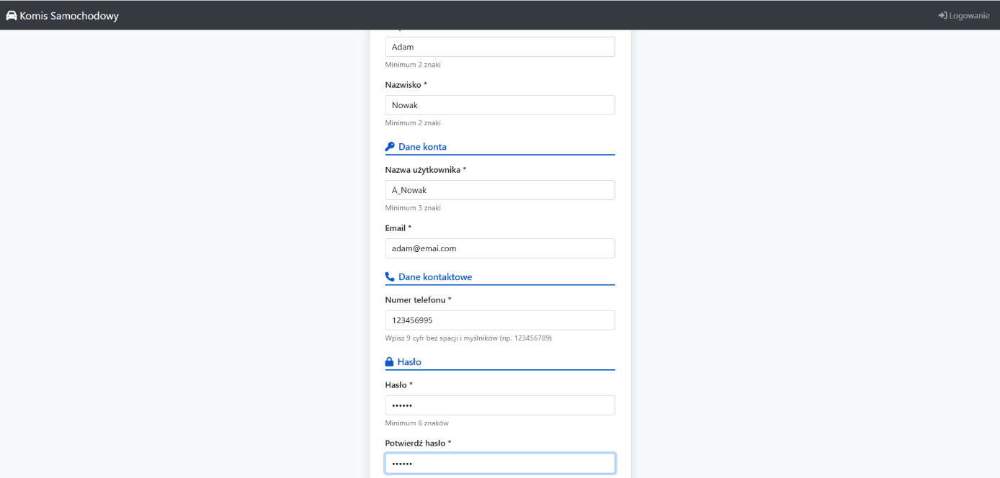 Komis Samochodowy
Logowanie
Adam
Minimum 2 znaki
Nazwisko *
Nowak
Minimum 2 znaki
Dane konta
Nazwa użytkownika *
A_Nowak
Minimum 3 znaki
Email *
adam@emai.com
Dane kontaktowe
Numer telefonu *
123456995
Wpisz 9 cyfr bez spacji i myślników (np. 123456789)
Hasło
Hasło *
••••••
Minimum 6 znaków
Potwierdź hasło *
••••••